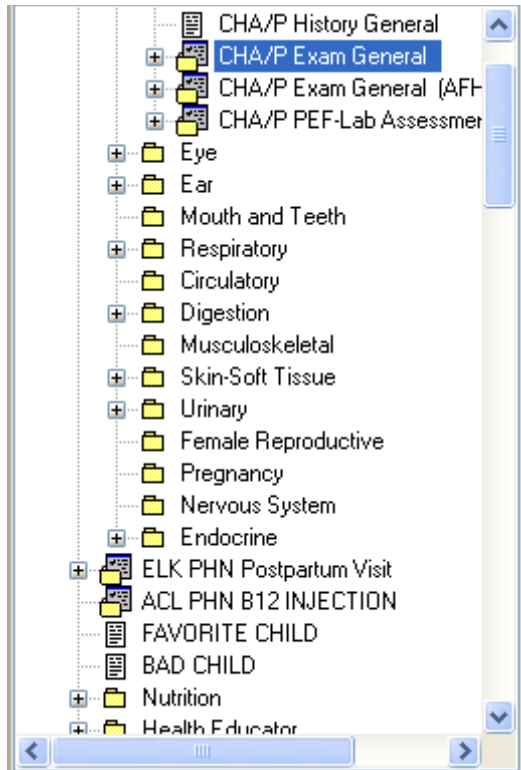 CHA/P History General
CHA/P Exam General
CHA/P Exam General (AFH
CHA/P PEF-Lab Assessmer
Eye
Ear
Mouth and Teeth
Respiratory
Circulatory
Digestion
Musculoskeletal
Skin-Soft Tissue
Urinary
Female Reproductive
Pregnancy
Nervous System
Endocrine
ELK PHN Postpartum Visit
ACL PHN B12 INJECTION
FAVORITE CHILD
BAD CHILD
Nutrition
Health Educator